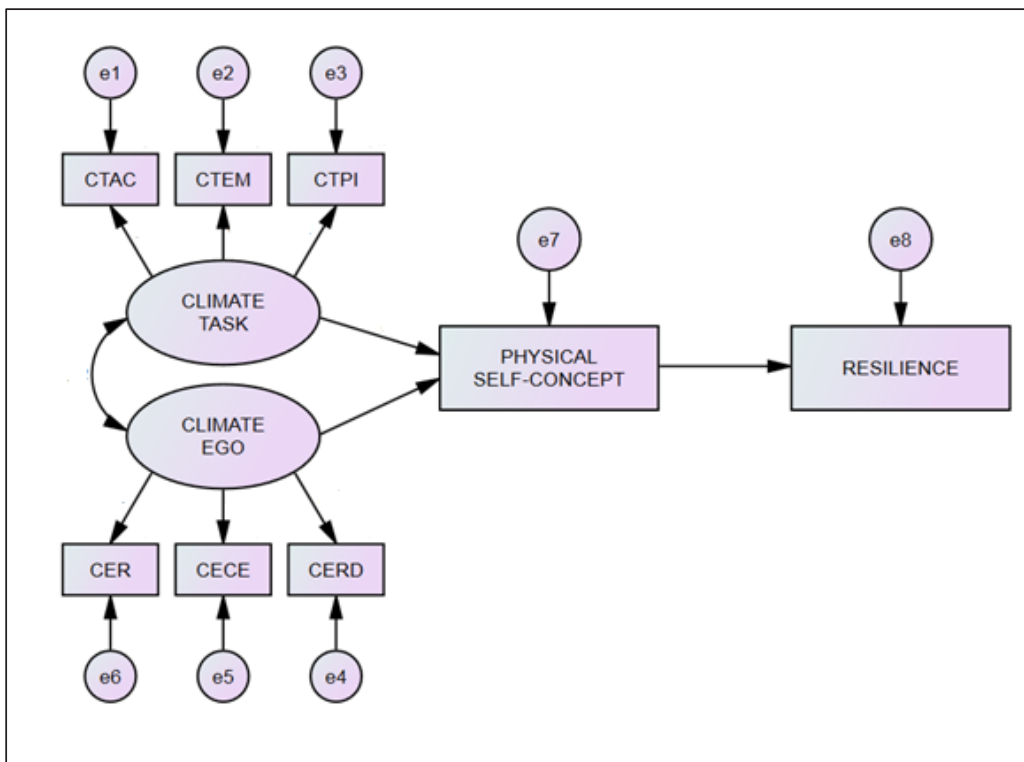 e1
e2
e3
CTAC
CTEM
CTPI
e7
e8
CLIMATE
TASK
PHYSICAL
SELF-CONCEPT
RESILIENCE
CLIMATE
EGO
CER
CECE
CERD
e6
e5
e4